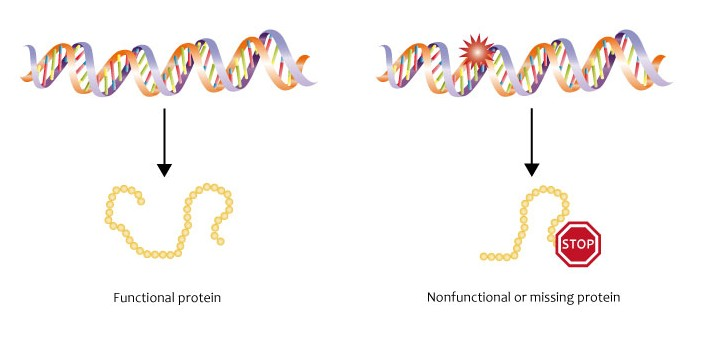 STOP
Functional protein
Nonfunctional or missing protein